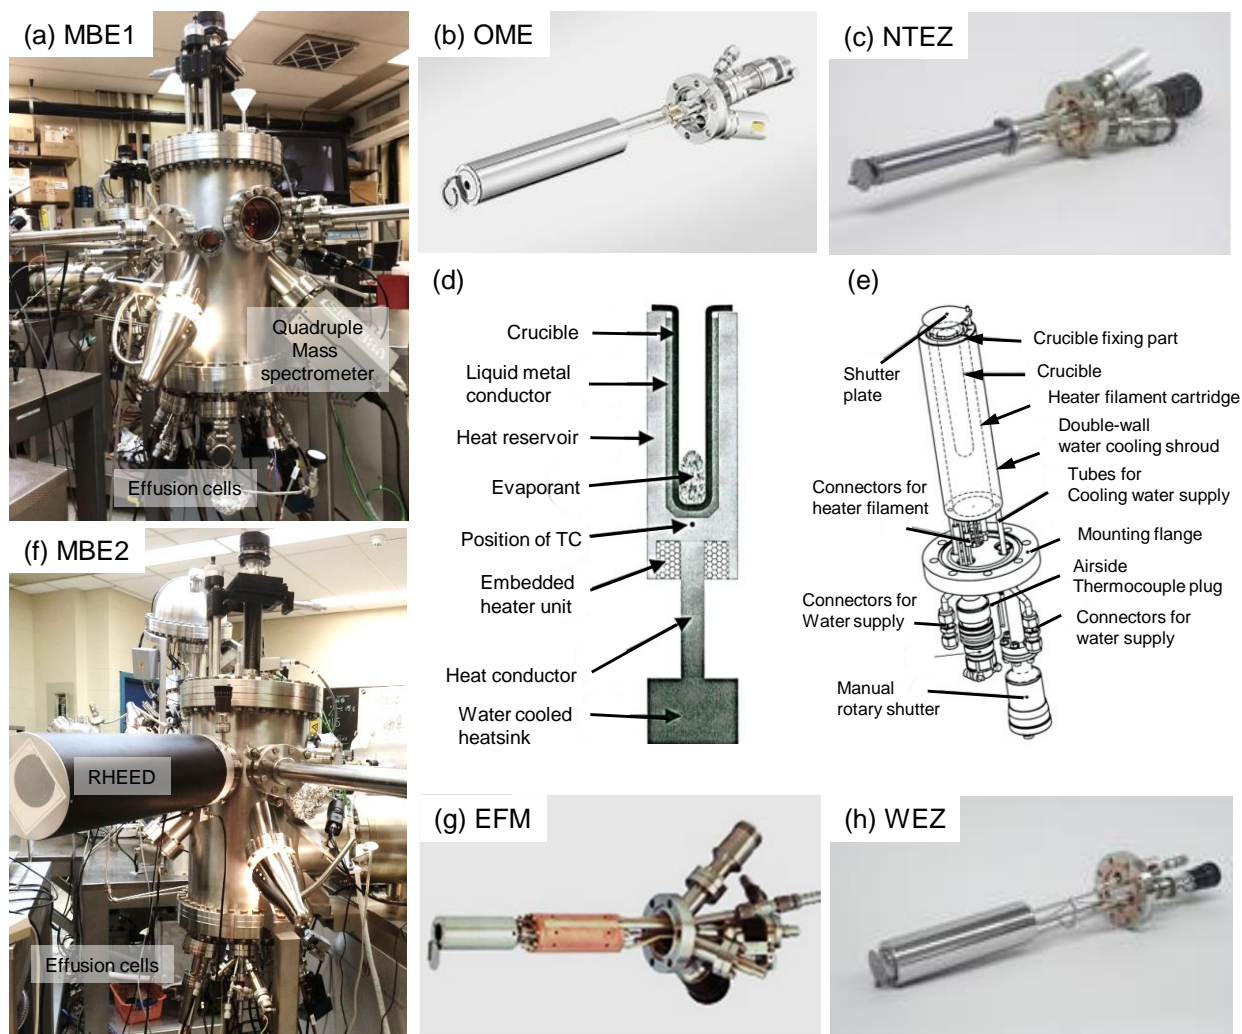 (a) MBE1
(b) OME
(c) NTEZ
Quadruple
Mass
spectrometer
Effusion cells
(d)
Crucible
Liquid metal
conductor
Heat reservoir
Evaporant
Position of TC
Embedded
heater unit
Heat conductor
Water cooled
heatsink
(e)
Crucible fixing part
Shutter
plate
Crucible
Heater filament cartridge
Double-wall
water cooling shroud
Connectors for
heater filament
Tubes for
Cooling water supply
Mounting flange
Airside
Thermocouple plug
Connectors for
Water supply
Connectors for
water supply
Manual
rotary shutter
(f) MBE2
RHEED
Effusion cells
(g) EFM
(h) WEZ